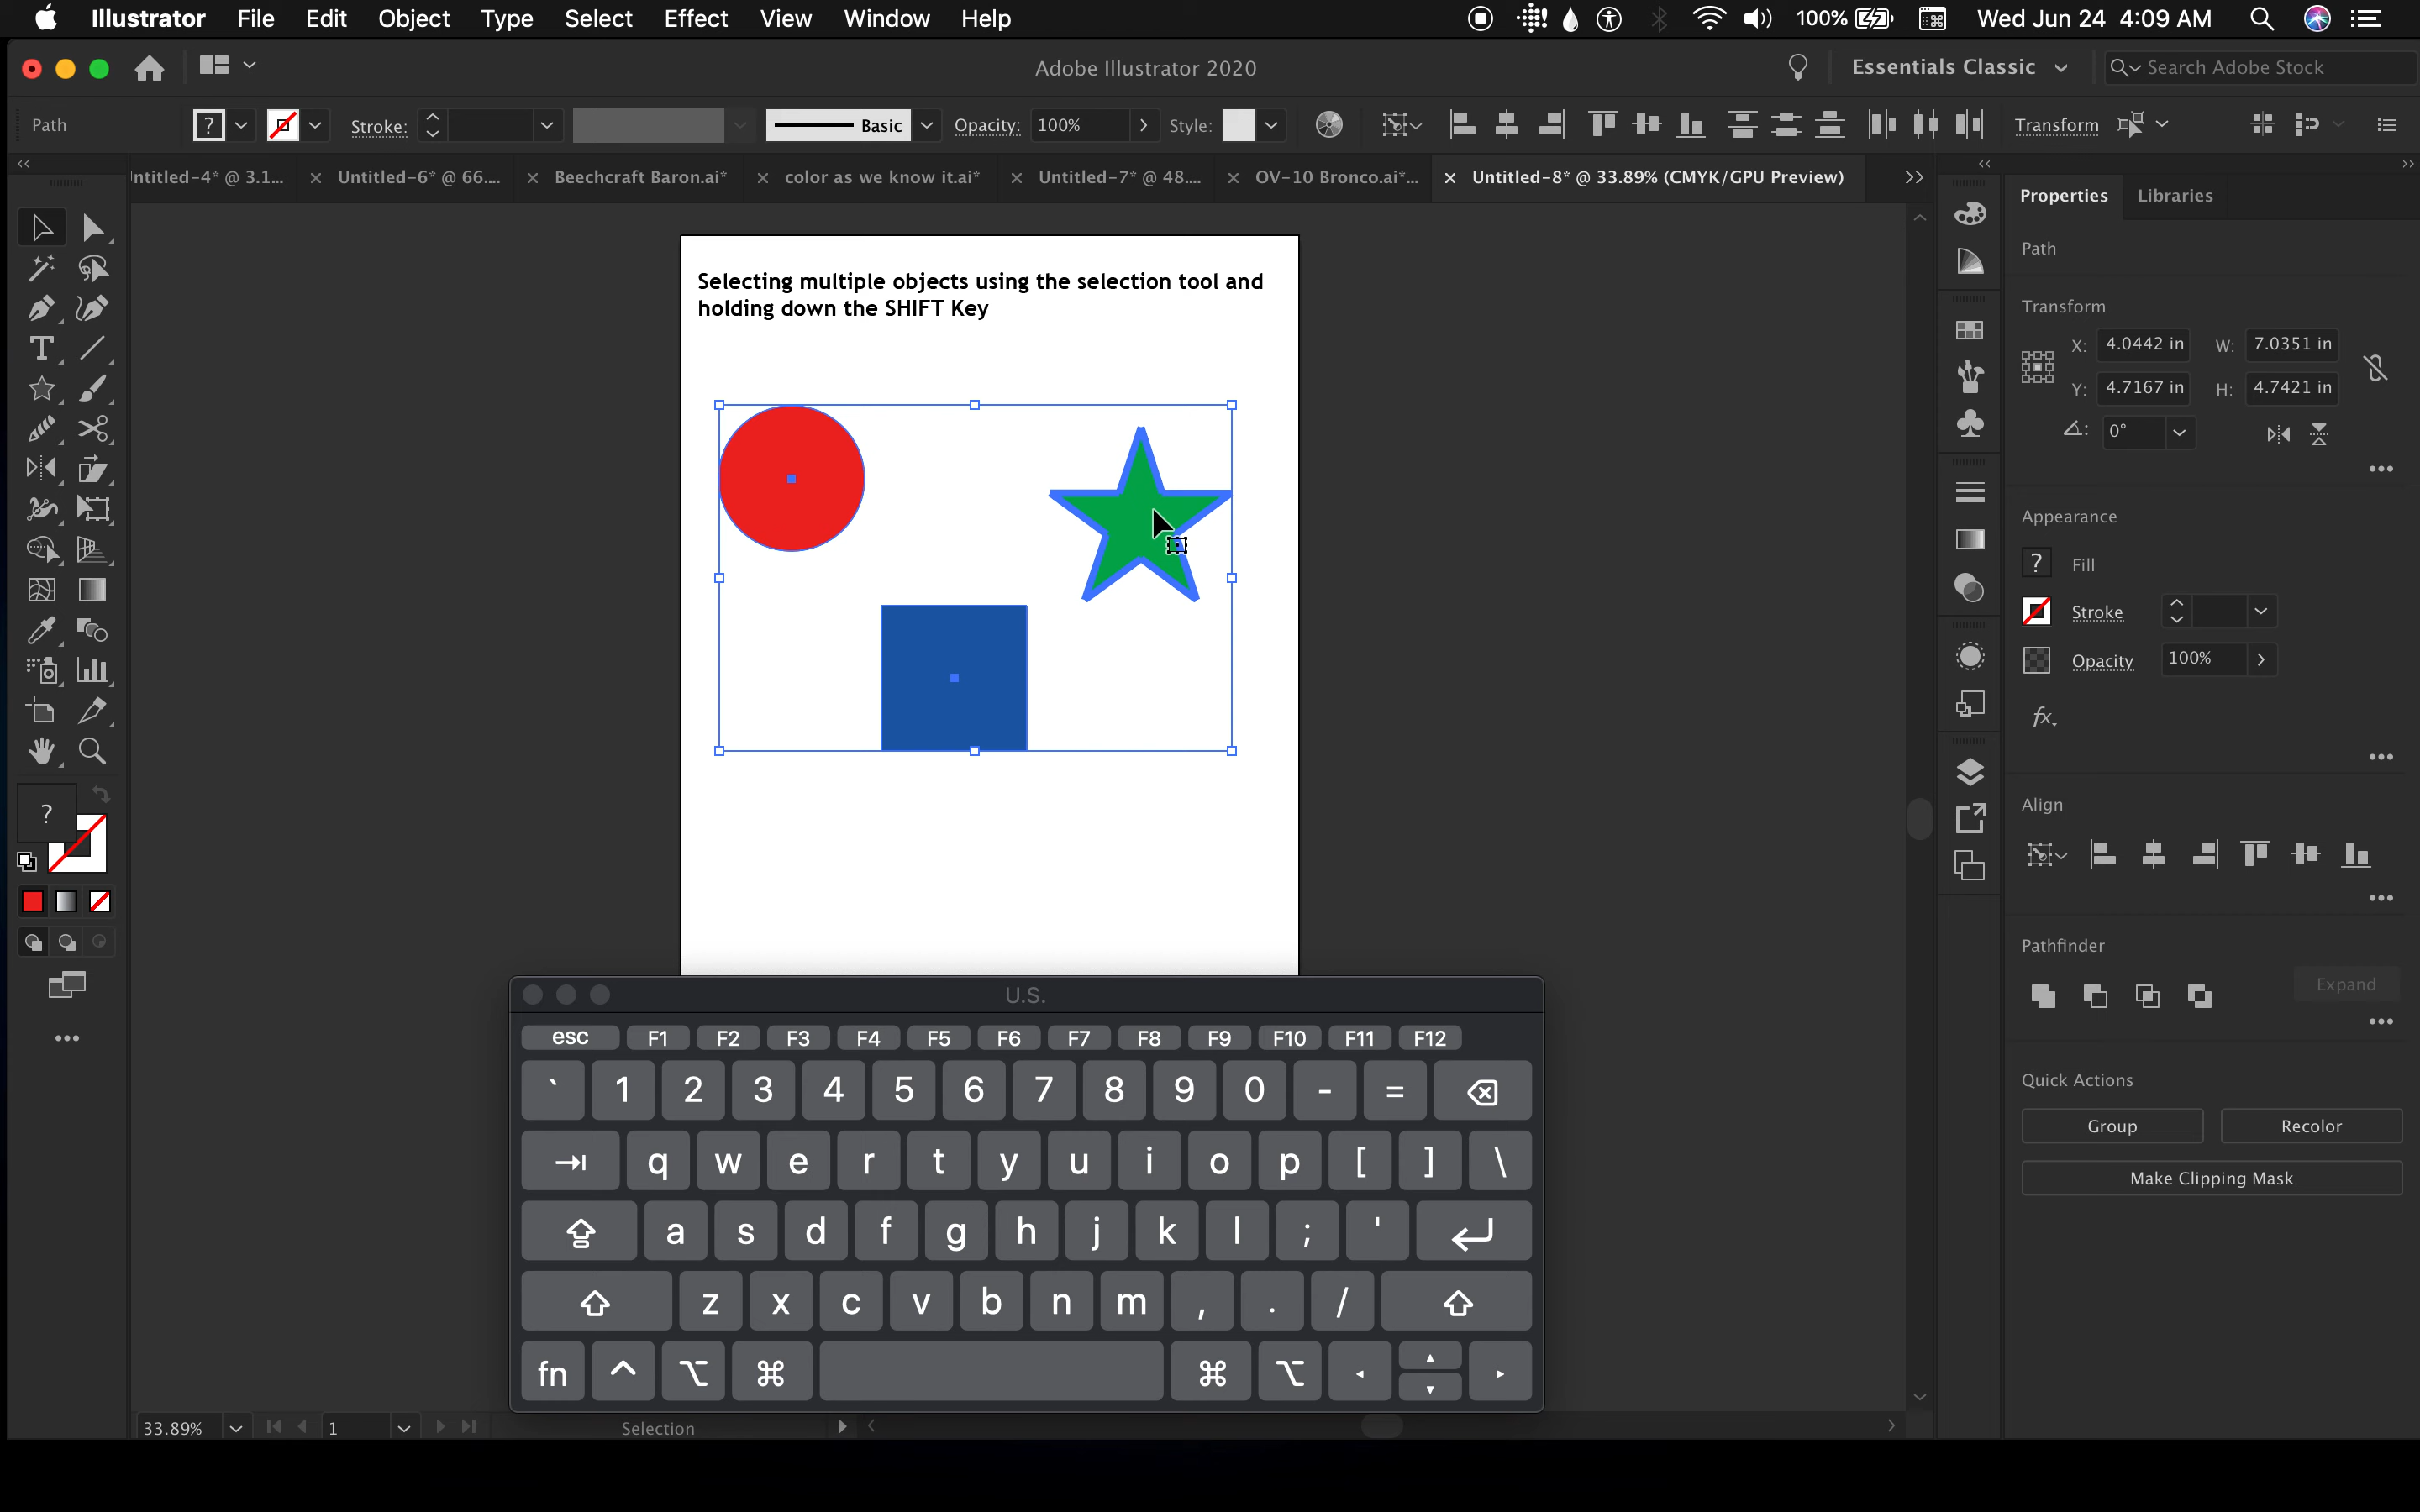 Illustrator File Edit Object Type Select Effect View Window Help 100% Wed Jun 24 4:09 AM
Adobe Illustrator 2020 Essentials Classic Search Adobe Stock
Path ? Stroke: Basic Opacity: 100% Style: Transform
ntitled-4* @ 3.1... × Untitled-6* @ 66.... × Beechcraft Baron.ai* × color as we know it.ai* × Untitled-7* @ 48.... × OV-10 Bronco.ai*... × Untitled-8* @ 33.89% (CMYK/GPU Preview)
Properties Libraries
Path
Transform
X: 4.0442 in W: 7.0351 in
Y: 4.7167 in H: 4.7421 in
0°
Appearance
? Fill
Stroke
Opacity 100%
fx.
Align
Pathfinder
Expand
Quick Actions
Group Recolor
Make Clipping Mask
Selecting multiple objects using the selection tool and
holding down the SHIFT Key
?
U.S.
esc F1 F2 F3 F4 F5 F6 F7 F8 F9 F10 F11 F12
` 1 2 3 4 5 6 7 8 9 0 - =
q w e r t y u i o p [ ] \
a s d f g h j k l ; '
z x c v b n m , . /
fn ^ ⌥ ⌘ ⌘ ⌥
33.89% 1 Selection